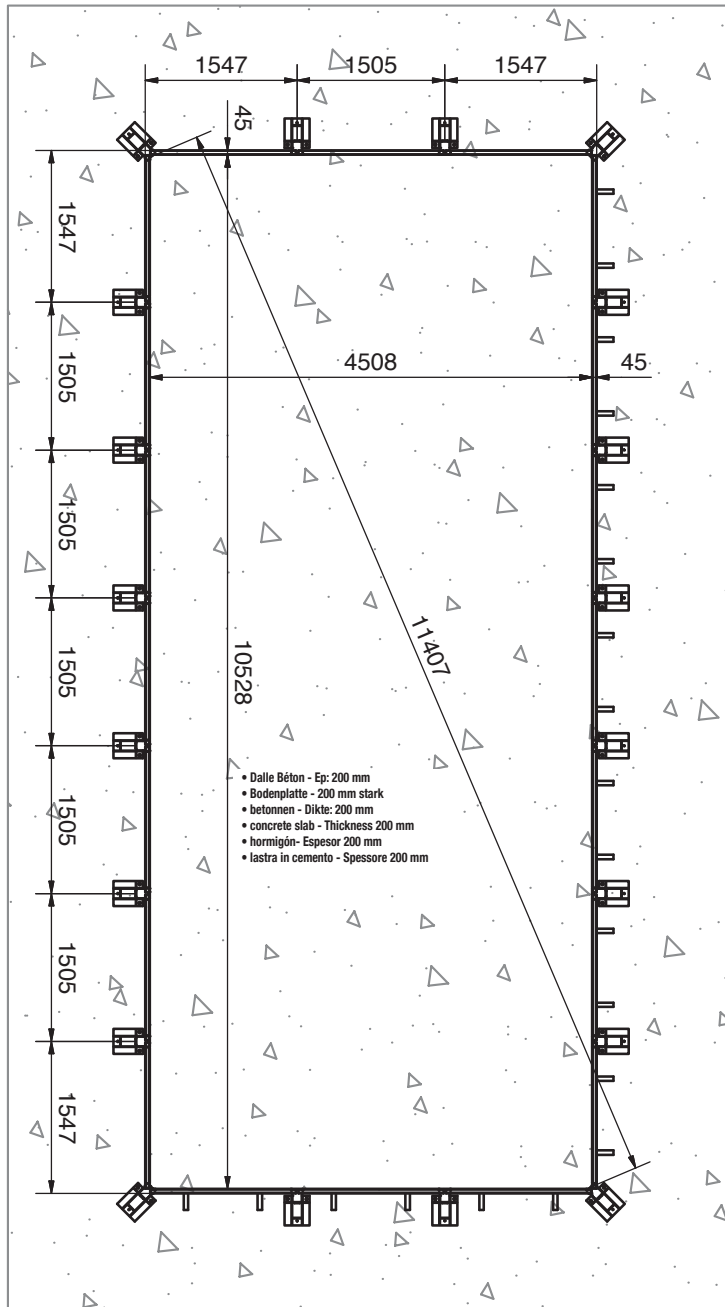 1547 1505 1547
45
1547
4508 45
1505
1505
11407
10528
1505
• Dalle Béton - Ep: 200 mm
• Bodenplatte - 200 mm stark
• betonnen - Dikte: 200 mm
• concrete slab - Thickness 200 mm
• hormigón- Espesor 200 mm
• lastra in cemento - Spessore 200 mm
1505
1505
1547